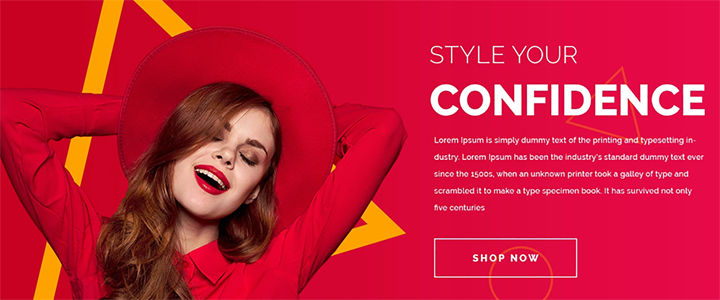 STYLE YOUR
CONFIDENCE
Lorem Ipsum is simply dummy text of the printing and typesetting in-
dustry. Lorem Ipsum has been the industry's standard dummy text ever
since the 1500s, when an unknown printer took a galley of type and
scrambled it to make a type specimen book. It has survived not only
five centuries
SHOP NOW